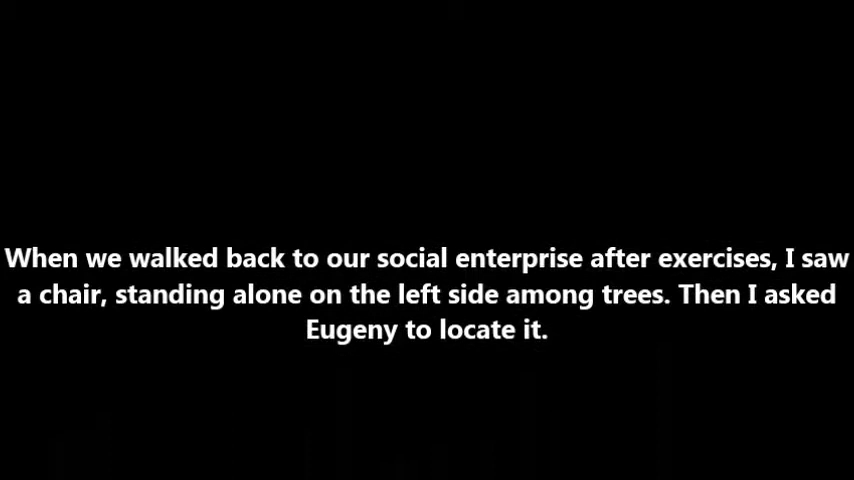 When we walked back to our social enterprise after exercises, I saw
a chair, standing alone on the left side among trees. Then I asked
Eugeny to locate it.